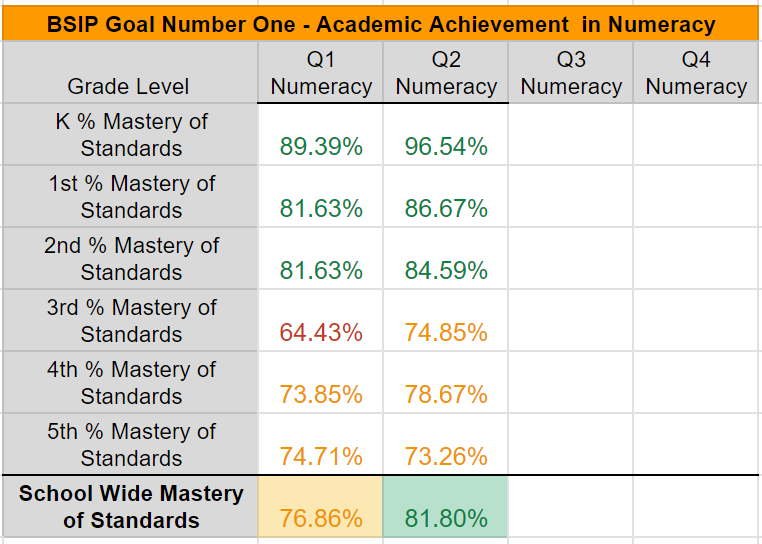 BSIP Goal Number One - Academic Achievement in Numeracy
Grade Level
Q1 Numeracy
Q2 Numeracy
Q3 Numeracy
Q4 Numeracy
K % Mastery of
Standards
89.39%
96.54%
1st % Mastery of
Standards
81.63%
86.67%
2nd % Mastery of
Standards
81.63%
84.59%
3rd % Mastery of
Standards
64.43%
74.85%
4th % Mastery of
Standards
73.85%
78.67%
5th % Mastery of
Standards
74.71%
73.26%
School Wide Mastery
of Standards
76.86%
81.80%